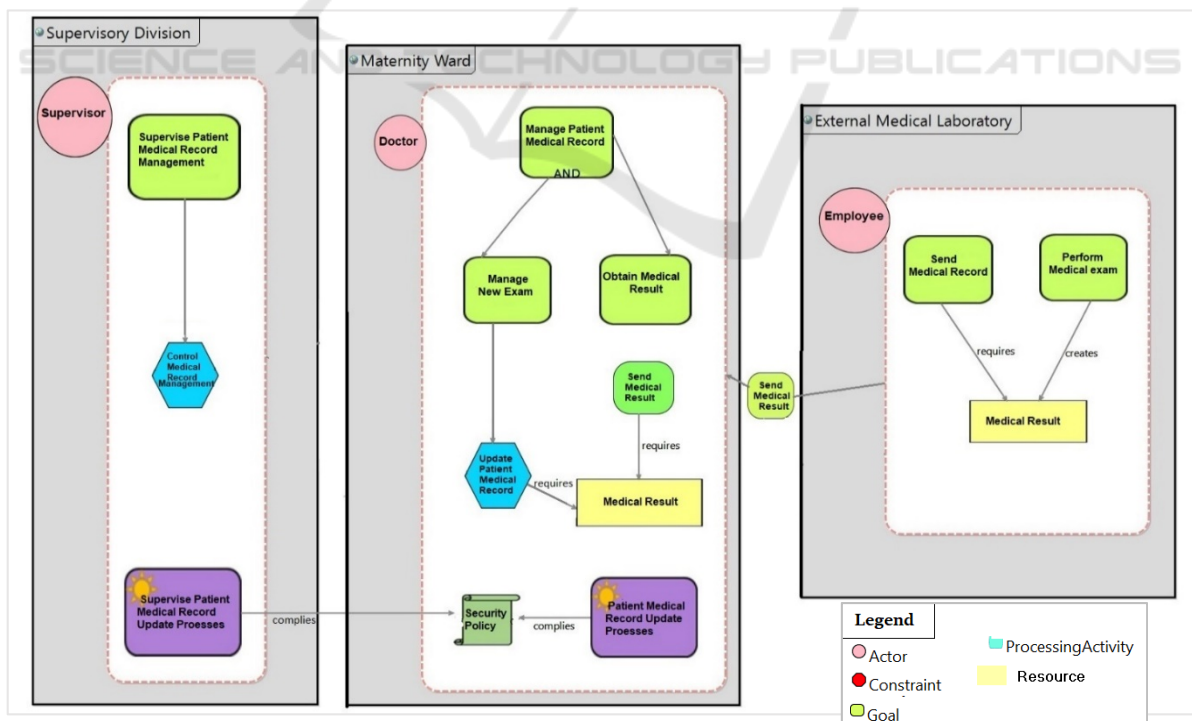 SCIENCE AND TECHNOLOGY PUBLICATIONS
Supervisory Division
Supervisor
Supervise Patient
Medical Record
Management
Control
Medical
Record
Management
Supervise Patient
Medical Record
Update Proesses
complies
Maternity Ward
Doctor
Manage Patient
Medical Record
AND
Manage
New Exam
Obtain Medical
Result
Send
Medical
Result
requires
Update
Patient
Medical
Record
requires
Medical Result
Security
Policy
complies
Patient Medical
Record Update
Proesses
Send
Medical
Result
External Medical Laboratory
Employee
Send
Medical Record
Perform
Medical exam
requires
creates
Medical Result
Legend
Actor
Constraint
Goal
ProcessingActivity
Resource